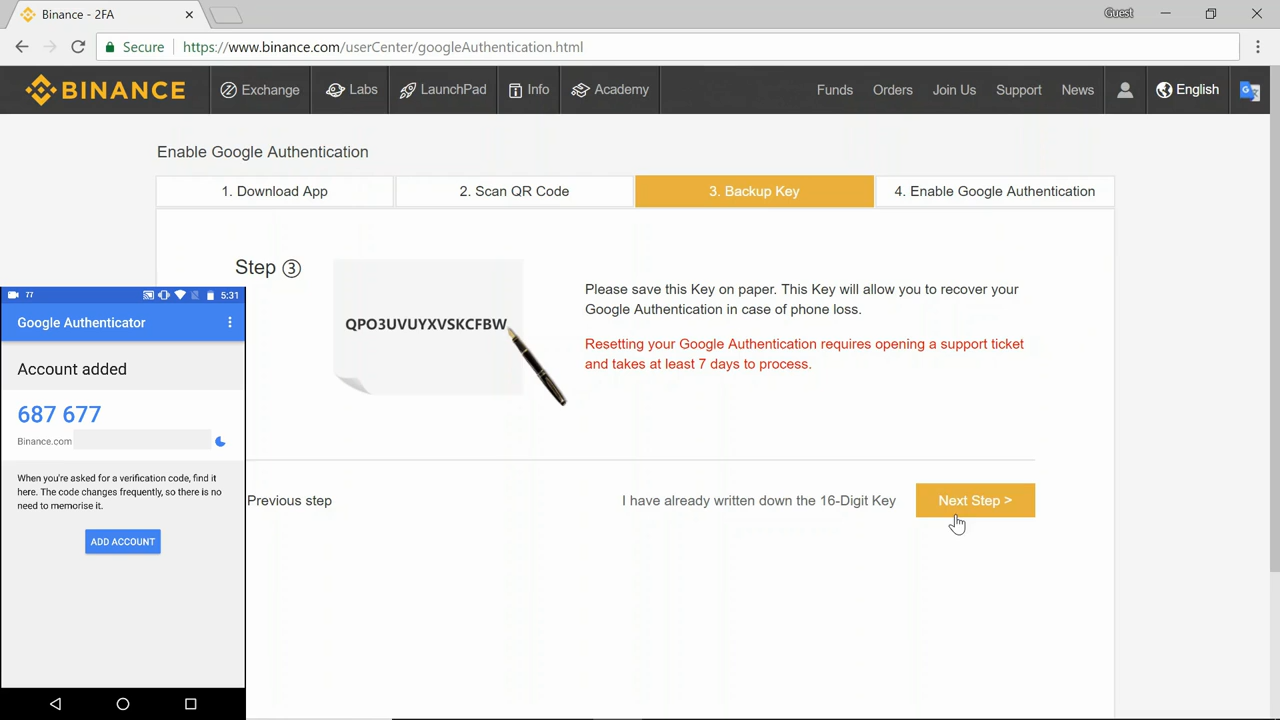 Binance - 2FA
Guest
Secure
https://www.binance.com/userCenter/googleAuthentication.html
BINANCE
Exchange
Labs
LaunchPad
Info
Academy
Funds
Orders
Join Us
Support
News
English
Enable Google Authentication
1. Download App
2. Scan QR Code
3. Backup Key
4. Enable Google Authentication
Step ③
QPO3UVUYXVSKCFBW
Please save this Key on paper. This Key will allow you to recover your
Google Authentication in case of phone loss.
Resetting your Google Authentication requires opening a support ticket
and takes at least 7 days to process.
Previous step
I have already written down the 16-Digit Key
Next Step >
77
5:31
Google Authenticator
Account added
687 677
Binance.com
When you're asked for a verification code, find it
here. The code changes frequently, so there is no
need to memorise it.
ADD ACCOUNT